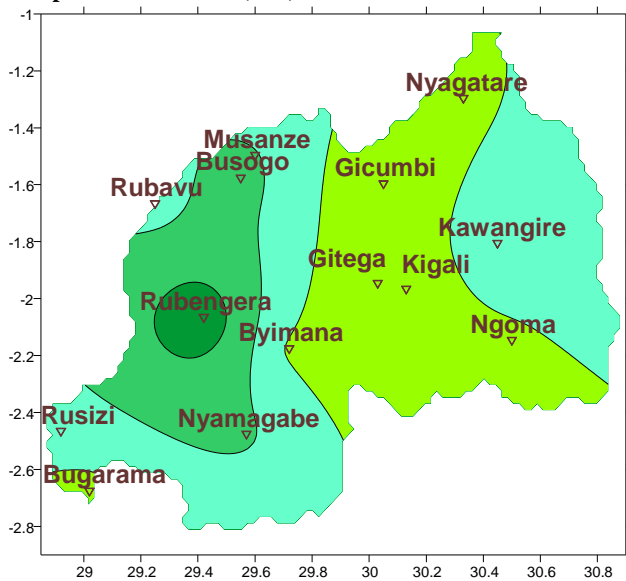 -1
Nyagatare
-1.2
-1.4
Musanze
Busogo
Gicumbi
-1.6
Rubavu
Kawangire
-1.8
Gitega
Kigali
-2
Rubengera
Byimana
Ngoma
-2.2
-2.4
Rusizi
Nyamagabe
-2.6
Bugarama
-2.8
29 29.2 29.4 29.6 29.8 30 30.2 30.4 30.6 30.8